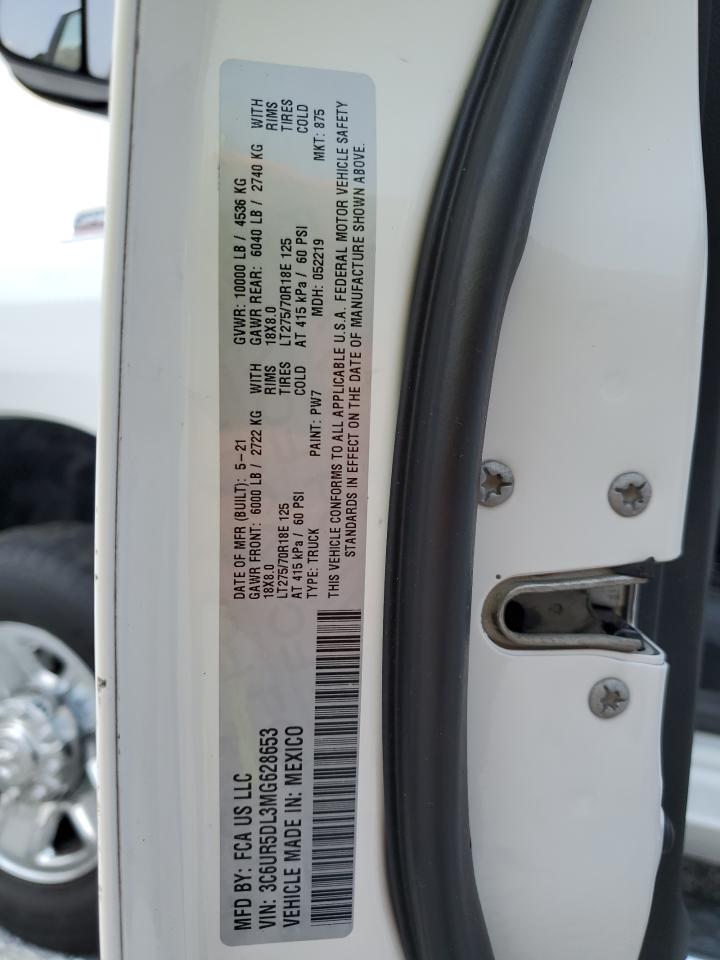 MFD BY: FCA US LLC
VIN: 3C6UR5DL3MG628653
VEHICLE MADE IN: MEXICO
DATE OF MFR (BUILT): 5-21 GVWR: 10000 LB / 4536 KG
GAWR FRONT: 6000 LB / 2722 KG WITH GAWR REAR: 6040 LB / 2740 KG WITH
18X8.0 RIMS 18X8.0 RIMS
LT275/70R18E 125 TIRES LT275/70R18E 125 TIRES
AT 415 kPa / 60 PSI COLD AT 415 kPa / 60 PSI COLD
TYPE: TRUCK PAINT: PW7 MDH: 052219 MKT: 875
THIS VEHICLE CONFORMS TO ALL APPLICABLE U.S.A. FEDERAL MOTOR VEHICLE SAFETY
STANDARDS IN EFFECT ON THE DATE OF MANUFACTURE SHOWN ABOVE.